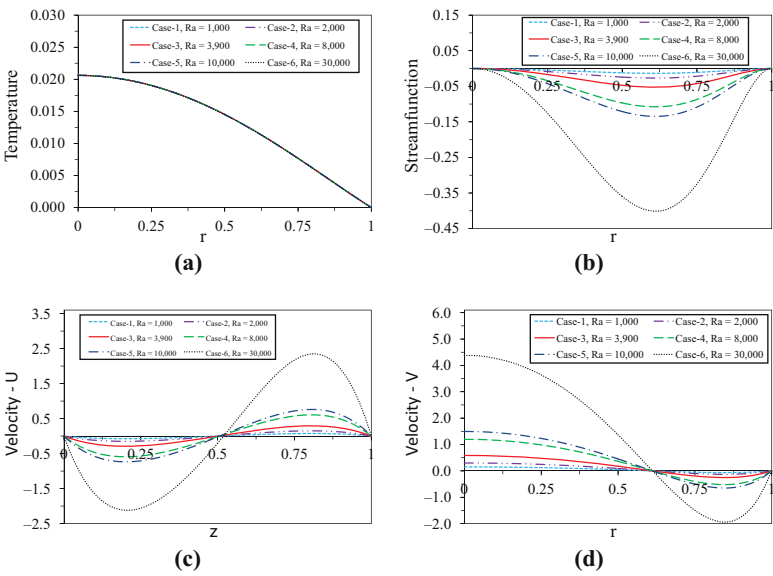 0.030
0.025
0.020
0.015
0.010
0.005
0.000
Temperature
Case-1, Ra = 1,000 Case-2, Ra = 2,000
Case-3, Ra = 3,900 Case-4, Ra = 8,000
Case-5, Ra = 10,000 Case-6, Ra = 30,000
0 0.25 0.5 0.75 1
r
(a)
0.15
0.05
−0.05
−0.15
−0.25
−0.35
−0.45
Streamfunction
Case-1, Ra = 1,000 Case-2, Ra = 2,000
Case-3, Ra = 3,900 Case-4, Ra = 8,000
Case-5, Ra = 10,000 Case-6, Ra = 30,000
0 0.25 0.5 0.75 1
r
(b)
3.5
2.5
1.5
0.5
−0.5
−1.5
−2.5
Velocity - U
Case-1, Ra = 1,000 Case-2, Ra = 2,000
Case-3, Ra = 3,900 Case-4, Ra = 8,000
Case-5, Ra = 10,000 Case-6, Ra = 30,000
0 0.25 0.5 0.75 1
z
(c)
6.0
5.0
4.0
3.0
2.0
1.0
0.0
−1.0
−2.0
Velocity - V
Case-1, Ra = 1,000 Case-2, Ra = 2,000
Case-3, Ra = 3,900 Case-4, Ra = 8,000
Case-5, Ra = 10,000 Case-6, Ra = 30,000
0 0.25 0.5 0.75 1
r
(d)